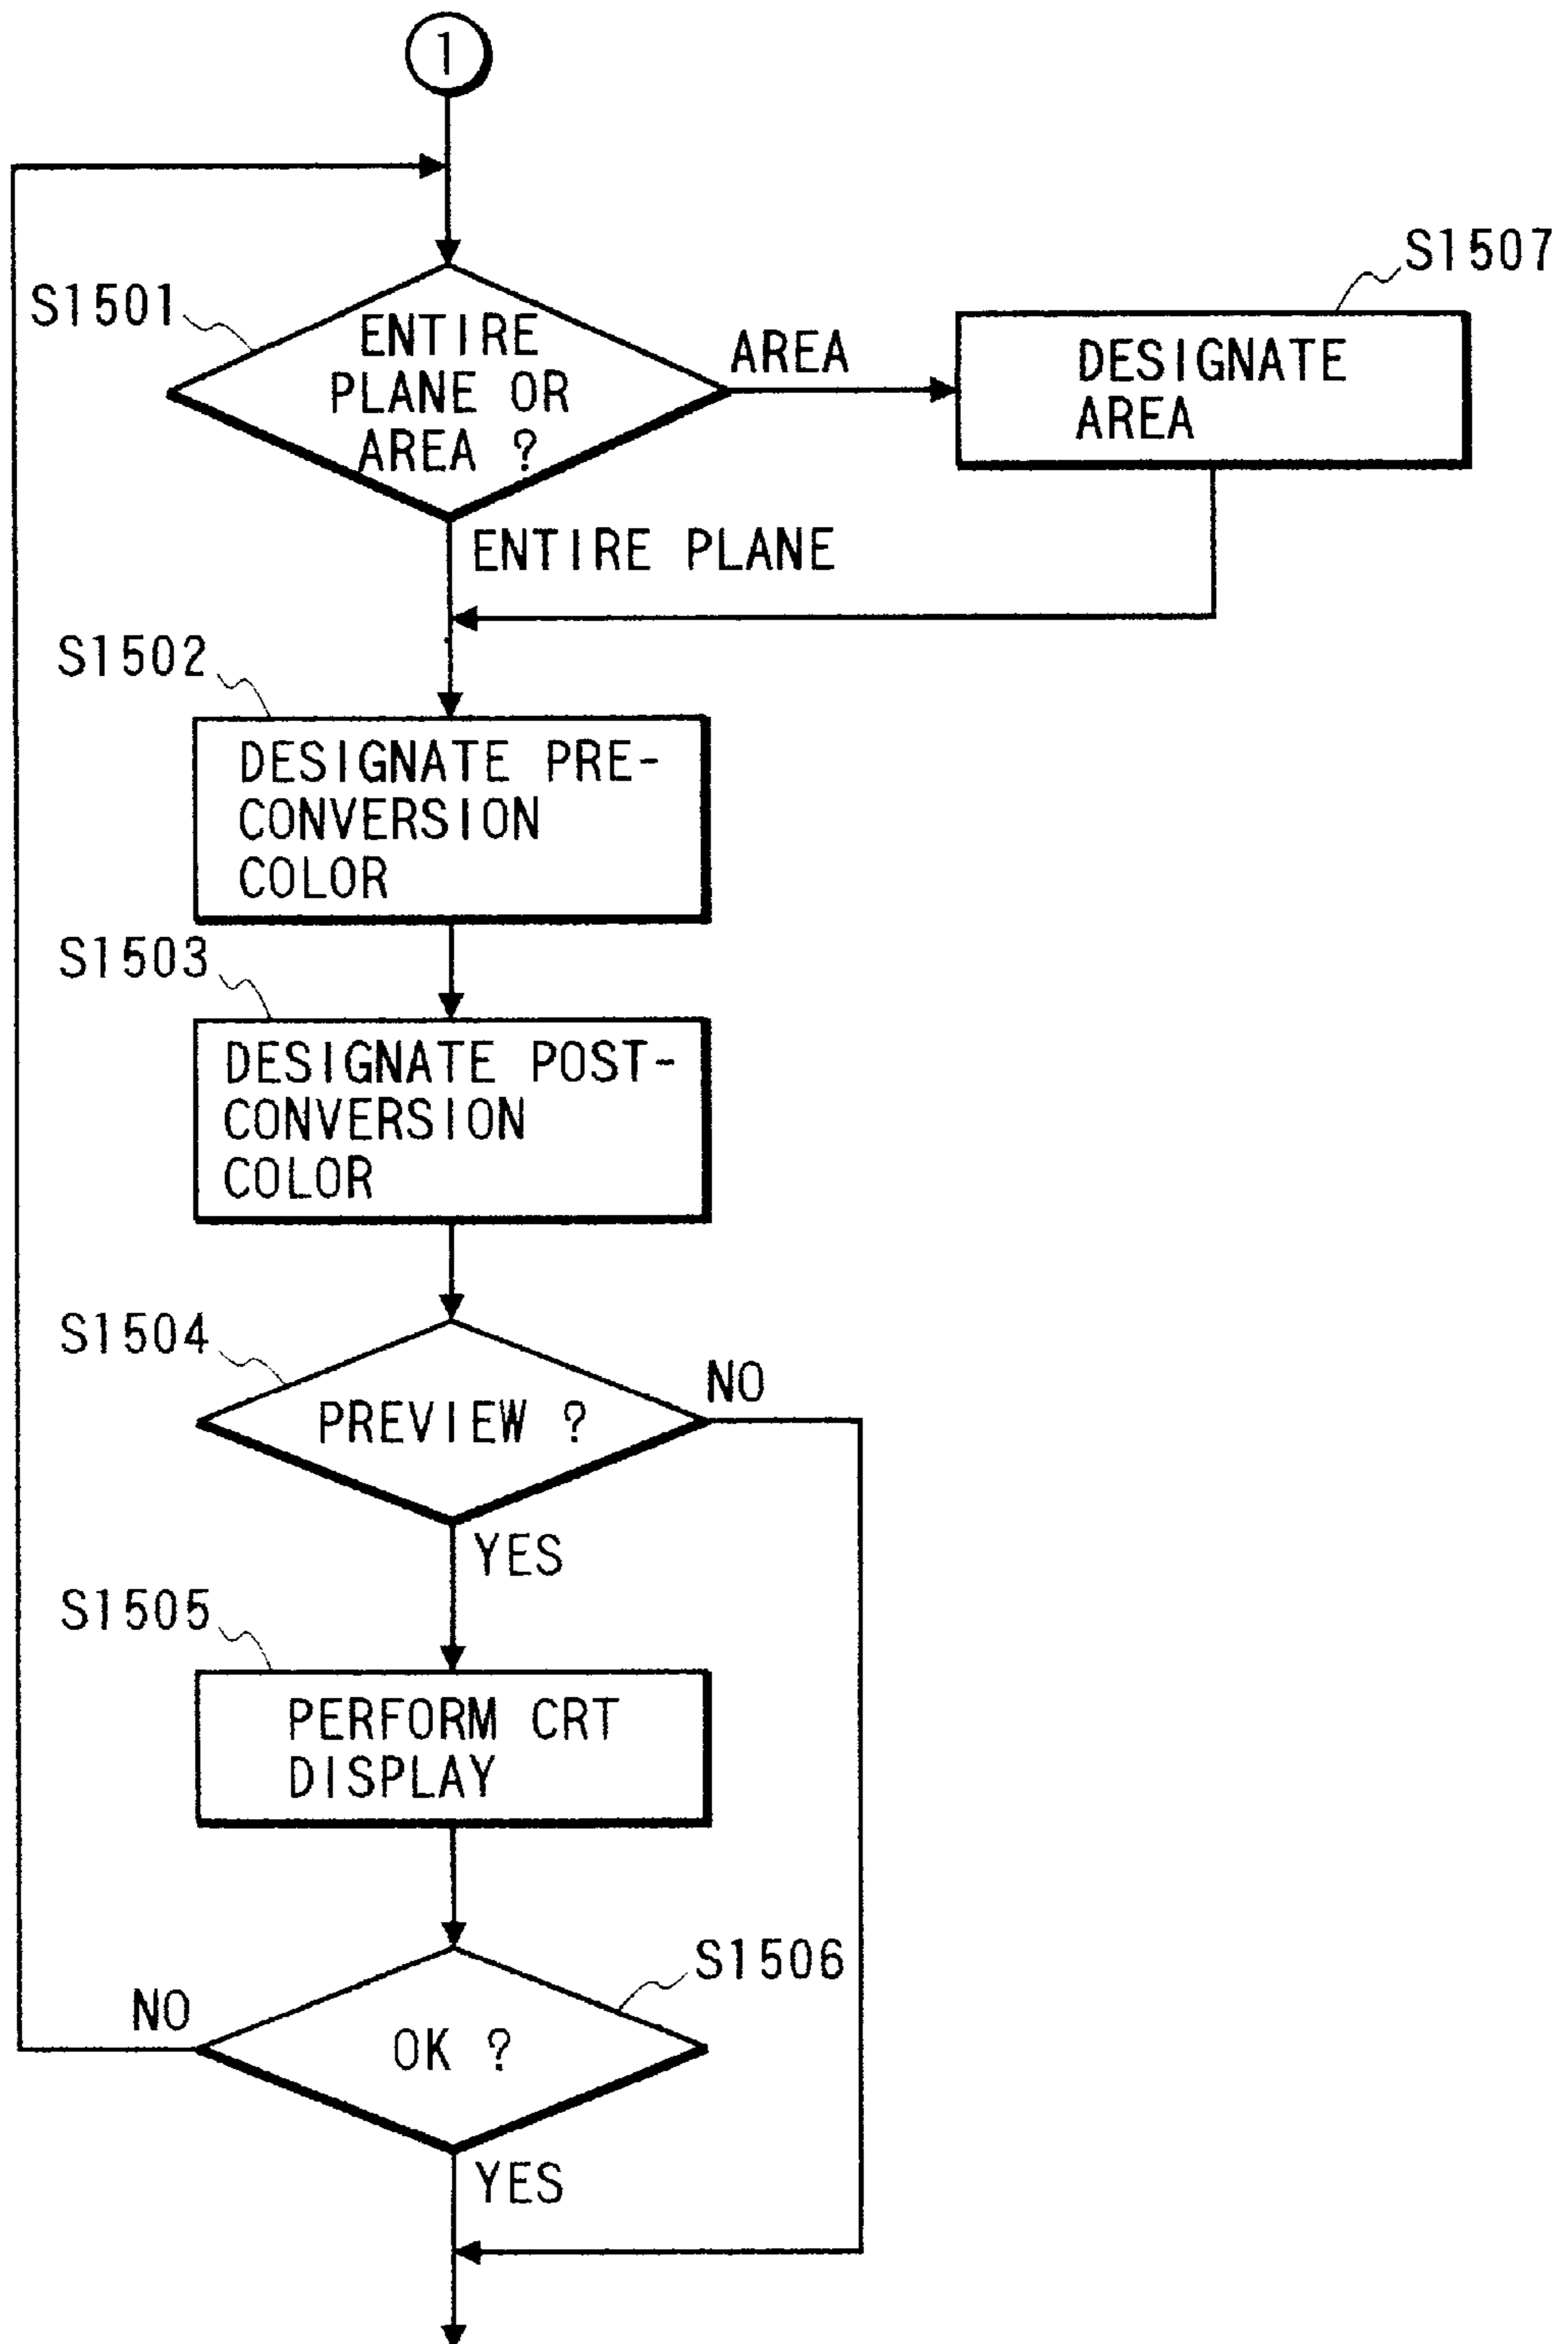 1
S1501
ENTIRE
PLANE OR
AREA ?
AREA
S1507
DESIGNATE
AREA
ENTIRE PLANE
S1502
DESIGNATE PRE-
CONVERSION
COLOR
S1503
DESIGNATE POST-
CONVERSION
COLOR
S1504
PREVIEW ?
NO
YES
S1505
PERFORM CRT
DISPLAY
S1506
NO
OK ?
YES